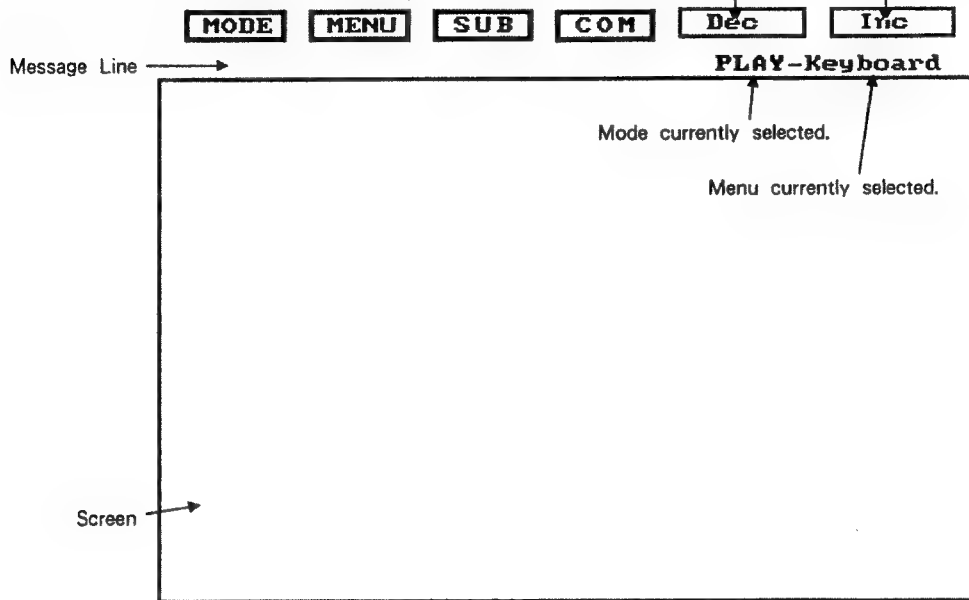 MODE MENU SUB COM Dec Inc
Message Line PLAY-Keyboard
Mode currently selected.
Menu currently selected.
Screen